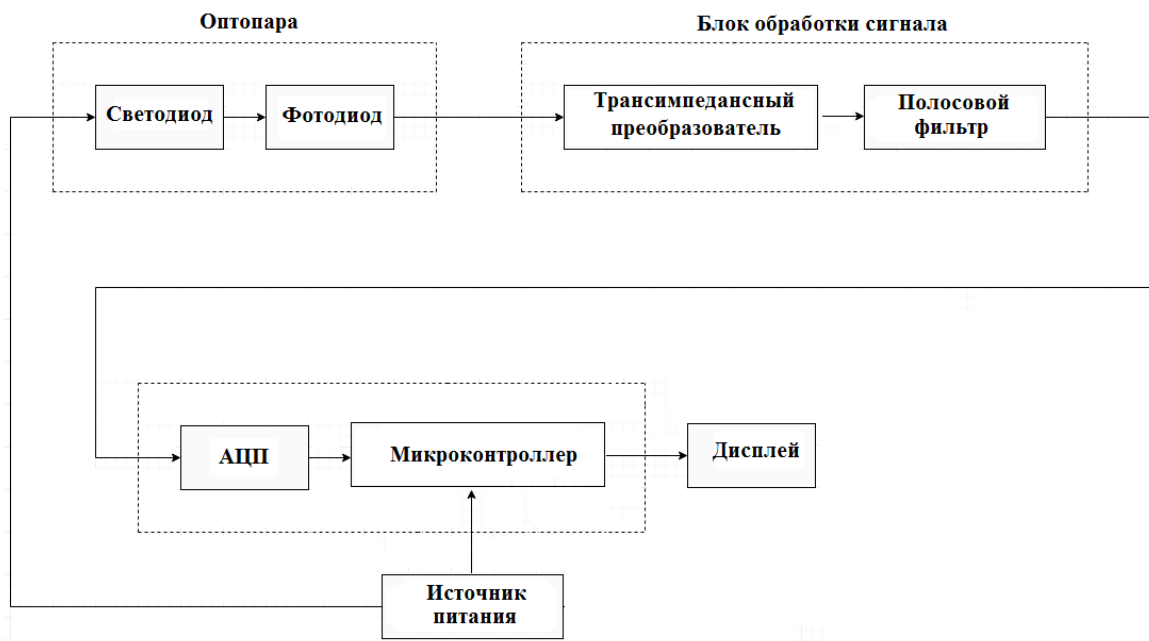 Оптопара
Блок обработки сигнала
Светодиод
Фотодиод
Трансимпедансный
преобразователь
Полосовой
фильтр
АЦП
Микроконтроллер
Дисплей
Источник
питания